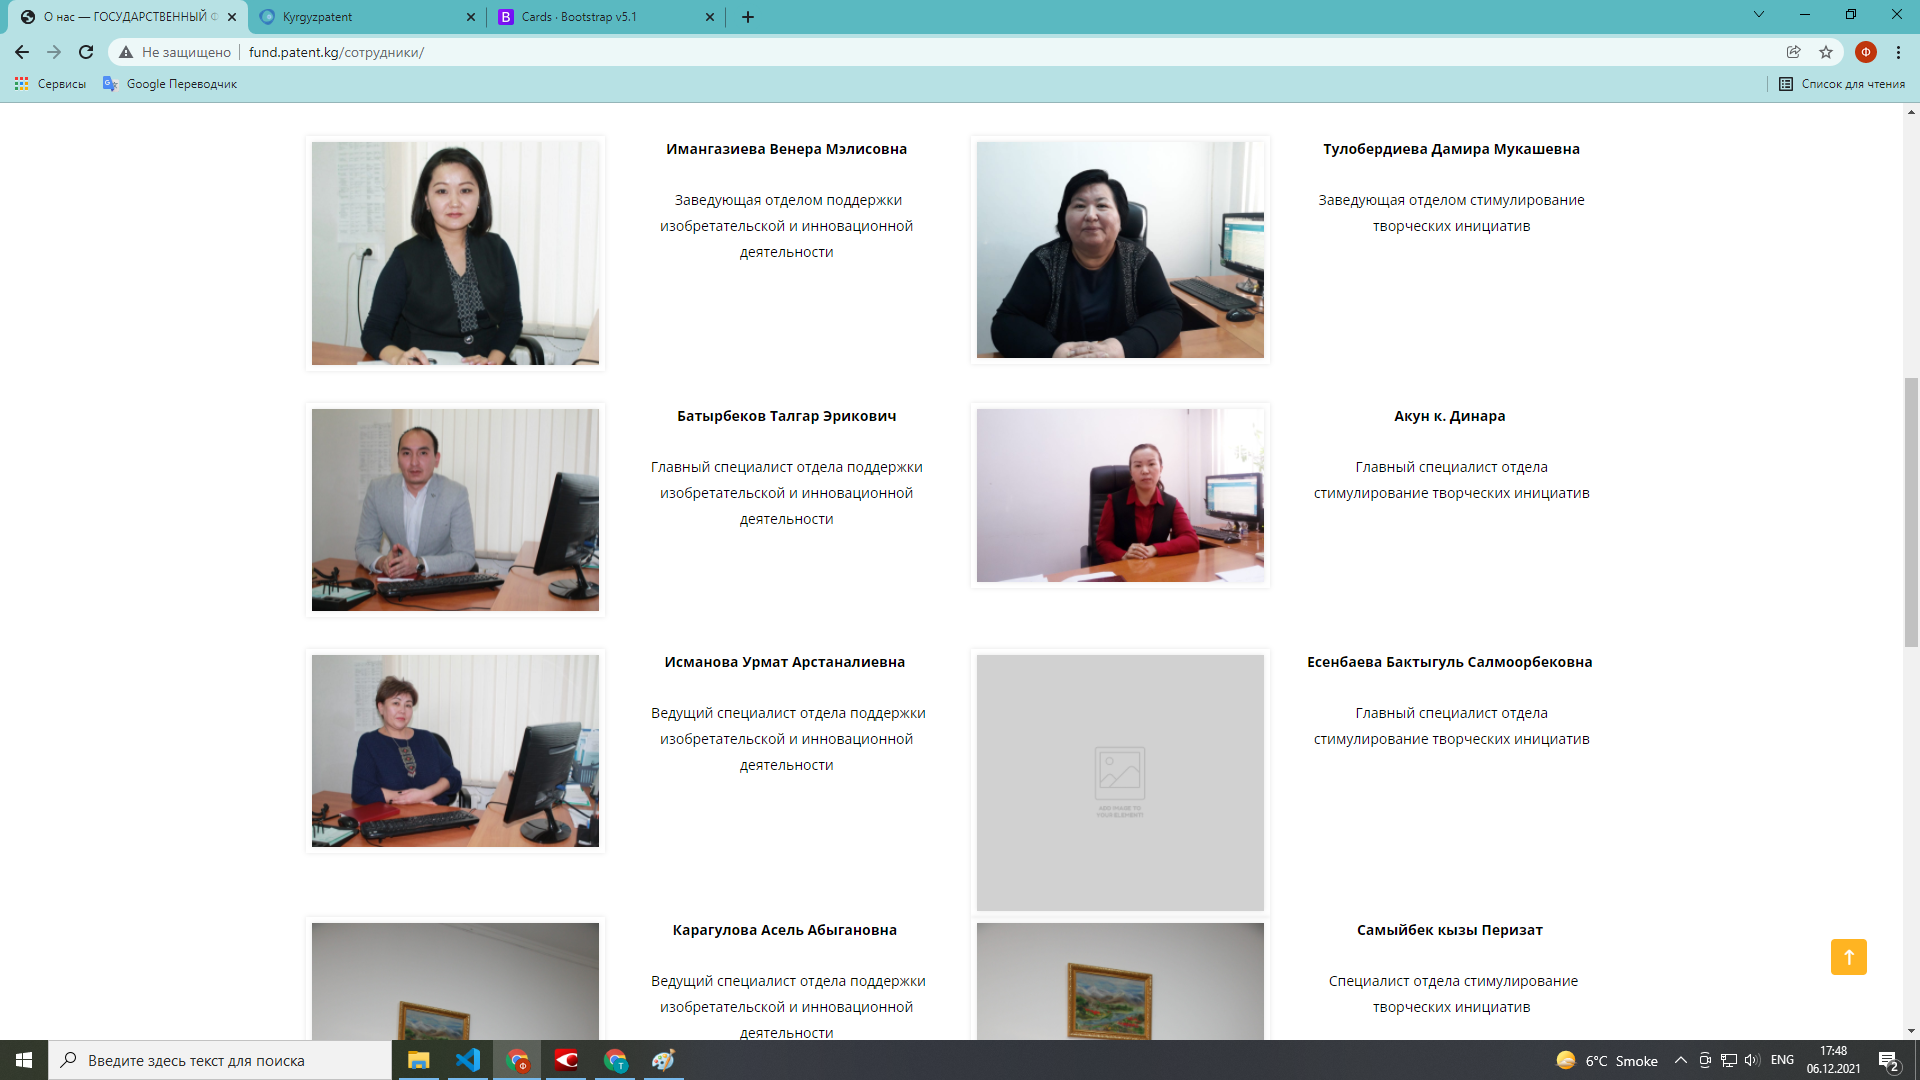 О нас — ГОСУДАРСТВЕННЫЙ Ф
Kyrgyzpatent
Cards · Bootstrap v5.1
Не защищено
fund.patent.kg/сотрудники/
Ф
Сервисы
Google Переводчик
Список для чтения
Имангазиева Венера Мэлисовна
Заведующая отделом поддержки
изобретательской и инновационной
деятельности
Тулобердиева Дамира Мукашевна
Заведующая отделом стимулирование
творческих инициатив
Батырбеков Талгар Эрикович
Главный специалист отдела поддержки
изобретательской и инновационной
деятельности
Акун к. Динара
Главный специалист отдела
стимулирование творческих инициатив
Исманова Урмат Арстаналиевна
Ведущий специалист отдела поддержки
изобретательской и инновационной
деятельности
ADD IMAGE TO
YOUR ELEMENT!
Есенбаева Бактыгуль Салмоорбековна
Главный специалист отдела
стимулирование творческих инициатив
Карагулова Асель Абыгановна
Ведущий специалист отдела поддержки
изобретательской и инновационной
деятельности
Самыйбек кызы Перизат
Специалист отдела стимулирование
творческих инициатив
Введите здесь текст для поиска
6°C Smoke
ENG
17:48
06.12.2021
2